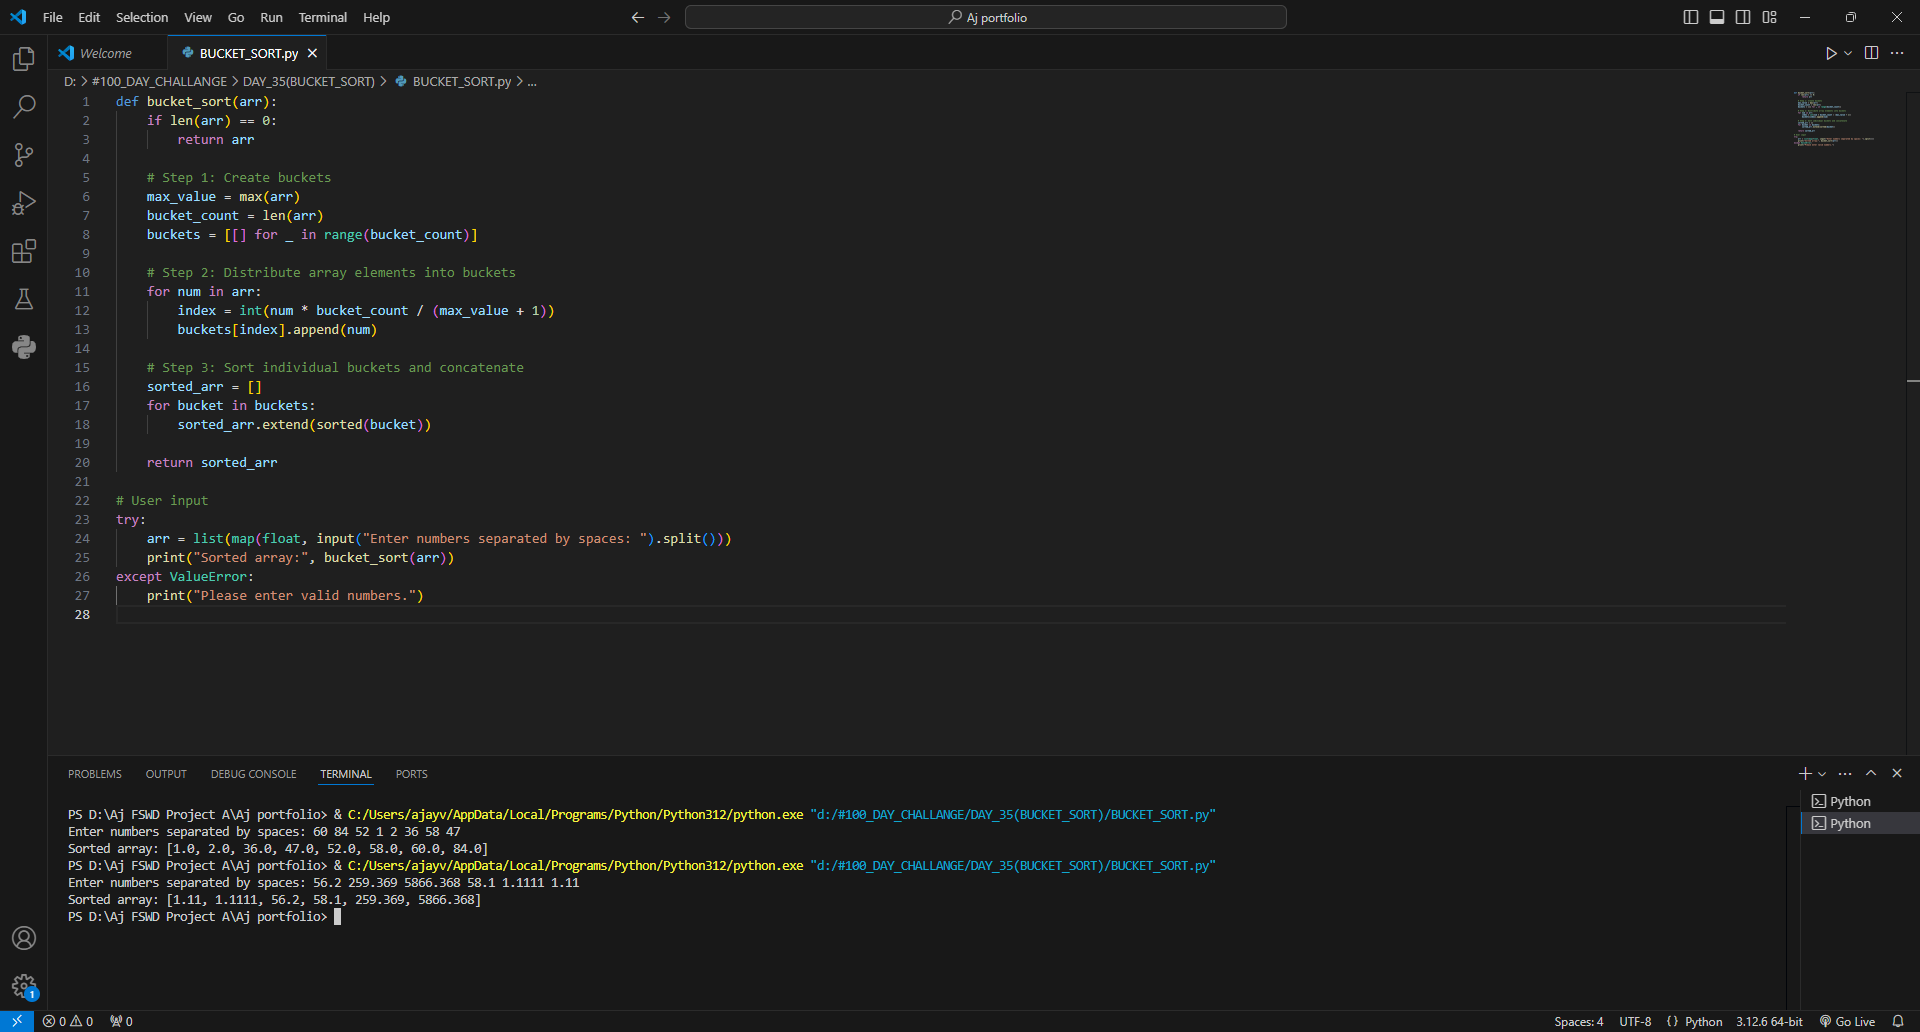 File Edit Selection View Go Run Terminal Help
Aj portfolio
Welcome
BUCKET_SORT.py
D: > #100_DAY_CHALLANGE > DAY_35(BUCKET_SORT) > BUCKET_SORT.py > ...
1 def bucket_sort(arr):
2 if len(arr) == 0:
3 return arr
4
5 # Step 1: Create buckets
6 max_value = max(arr)
7 bucket_count = len(arr)
8 buckets = [[] for _ in range(bucket_count)]
9
10 # Step 2: Distribute array elements into buckets
11 for num in arr:
12 index = int(num * bucket_count / (max_value + 1))
13 buckets[index].append(num)
14
15 # Step 3: Sort individual buckets and concatenate
16 sorted_arr = []
17 for bucket in buckets:
18 sorted_arr.extend(sorted(bucket))
19
20 return sorted_arr
21
22 # User input
23 try:
24 arr = list(map(float, input("Enter numbers separated by spaces: ").split()))
25 print("Sorted array:", bucket_sort(arr))
26 except ValueError:
27 print("Please enter valid numbers.")
28
PROBLEMS OUTPUT DEBUG CONSOLE TERMINAL PORTS
PS D:\Aj FSWD Project A\Aj portfolio> & C:/Users/ajayv/AppData/Local/Programs/Python/Python312/python.exe "d:/#100_DAY_CHALLANGE/DAY_35(BUCKET_SORT)/BUCKET_SORT.py"
Enter numbers separated by spaces: 60 84 52 1 2 36 58 47
Sorted array: [1.0, 2.0, 36.0, 47.0, 52.0, 58.0, 60.0, 84.0]
PS D:\Aj FSWD Project A\Aj portfolio> & C:/Users/ajayv/AppData/Local/Programs/Python/Python312/python.exe "d:/#100_DAY_CHALLANGE/DAY_35(BUCKET_SORT)/BUCKET_SORT.py"
Enter numbers separated by spaces: 56.2 259.369 5866.368 58.1 1.1111 1.11
Sorted array: [1.11, 1.1111, 56.2, 58.1, 259.369, 5866.368]
PS D:\Aj FSWD Project A\Aj portfolio>
Python
Python
1
0 0 0
Spaces: 4 UTF-8 {} Python 3.12.6 64-bit Go Live